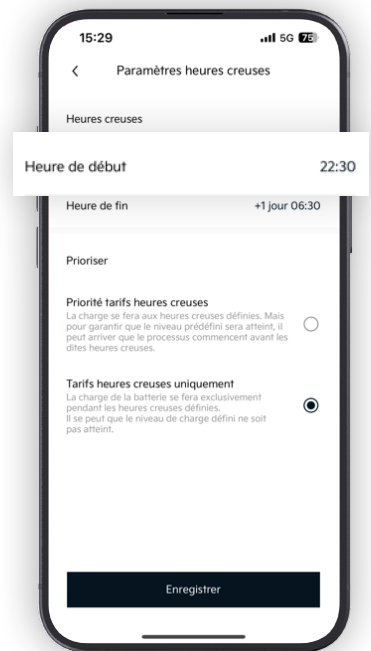 15:29 5G 75
Paramètres heures creuses
Heures creuses
Heure de début 22:30
Heure de fin +1 jour 06:30
Prioriser
Priorité tarifs heures creuses
La charge se fera aux heures creuses définies. Mais
pour garantir que le niveau prédéfini sera atteint, il
peut arriver que le processus commencent avant les
dites heures creuses.
Tarifs heures creuses uniquement
La charge de la batterie se fera exclusivement
pendant les heures creuses définies.
Il se peut que le niveau de charge défini ne soit
pas atteint.
Enregistrer